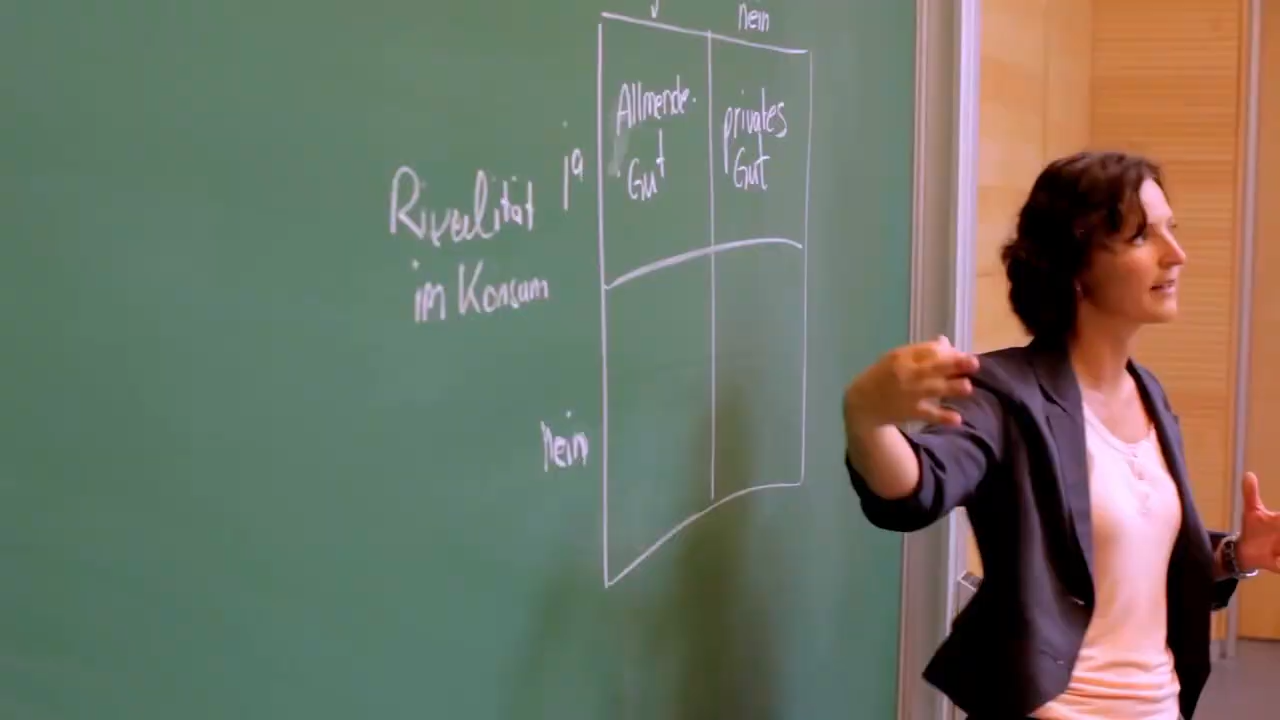 nein
Allmende-
Gut
privates
Gut
Rivalität ja
im Konsum
nein